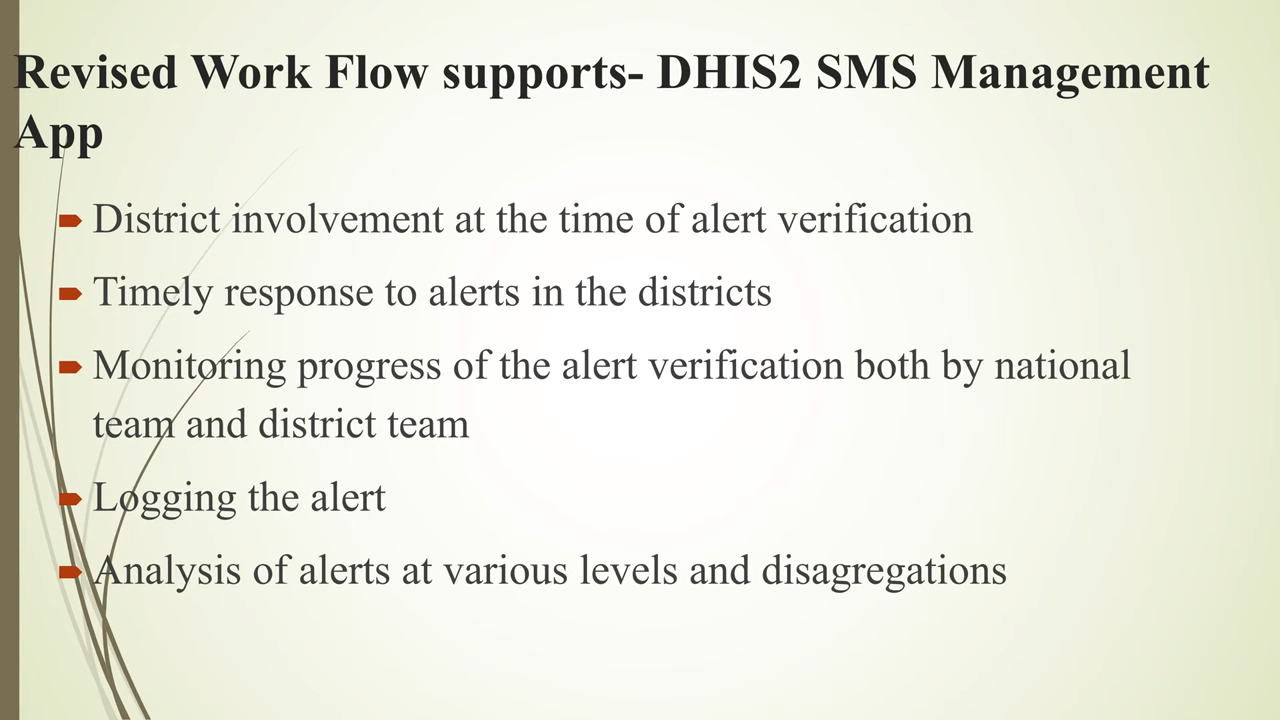 Revised Work Flow supports- DHIS2 SMS Management
App
District involvement at the time of alert verification
Timely response to alerts in the districts
Monitoring progress of the alert verification both by national
team and district team
Logging the alert
Analysis of alerts at various levels and disagregations